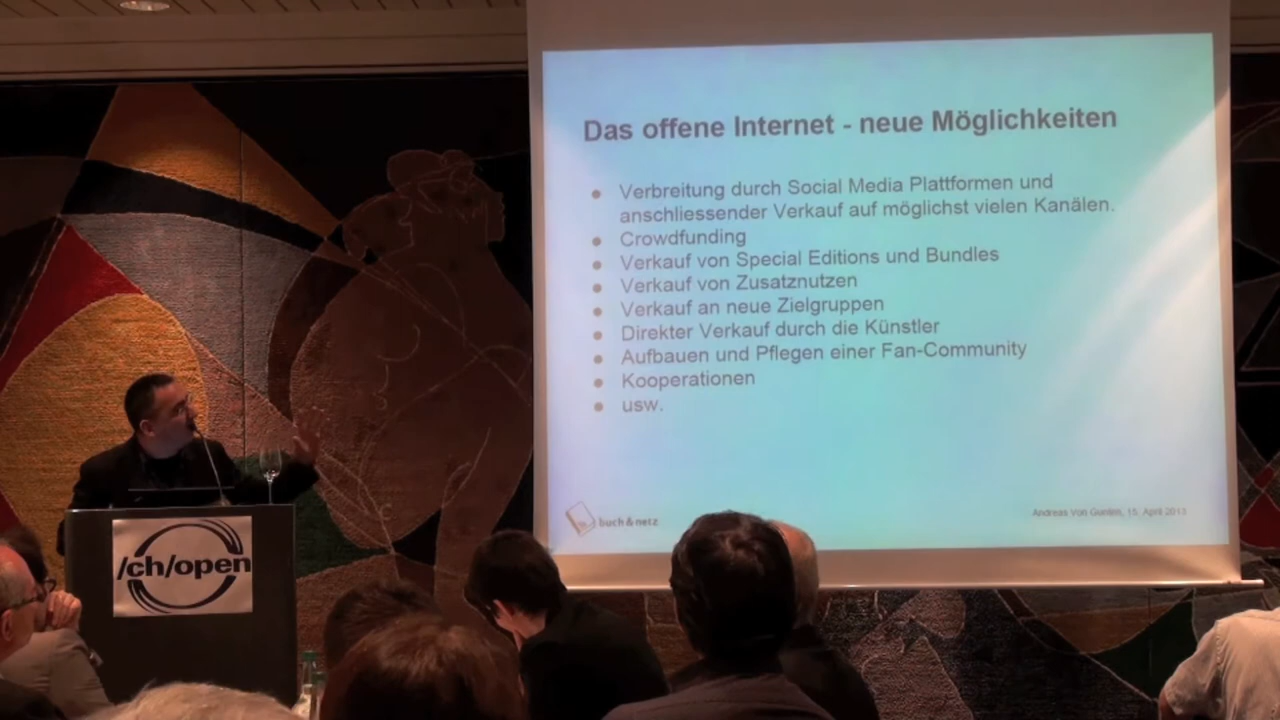 Das offene Internet - neue Möglichkeiten
Verbreitung durch Social Media Plattformen und
anschliessender Verkauf auf möglichst vielen Kanälen.
Crowdfunding
Verkauf von Special Editions und Bundles
Verkauf von Zusatznutzen
Verkauf an neue Zielgruppen
Direkter Verkauf durch die Künstler
Aufbauen und Pflegen einer Fan-Community
Kooperationen
usw.
buch & netz
Andreas Von Gunten, 15. April 2013
/ch/open